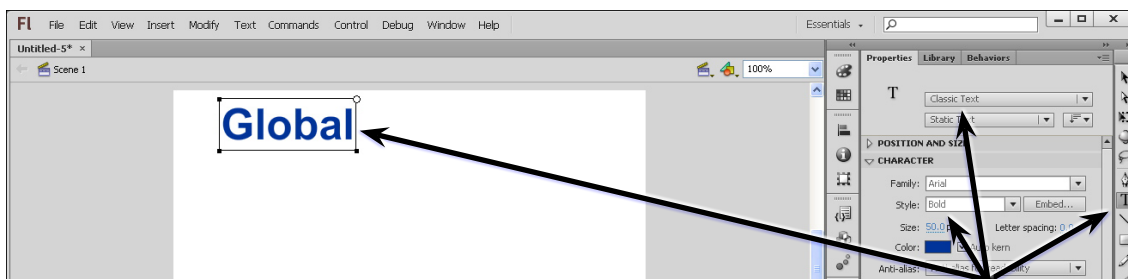 Fl File Edit View Insert Modify Text Commands Control Debug Window Help Essentials
Untitled-5* ×
Scene 1 100%
Global
Properties Library Behaviors
T Classic Text
Static Text
POSITION AND SIZE
CHARACTER
Family: Arial
Style: Bold Embed...
Size: 50.0 Letter spacing: 0.0
Color: Auto kern
Anti-alias:
T